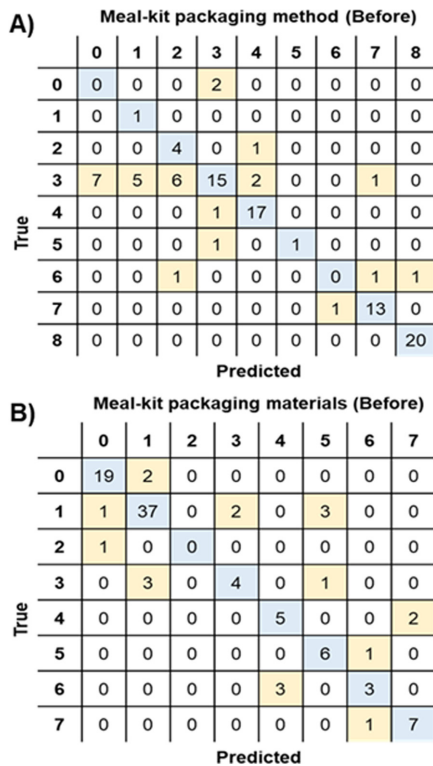 A)
Meal-kit packaging method (Before)
0 1 2 3 4 5 6 7 8
0 0 0 0 2 0 0 0 0 0
1 0 1 0 0 0 0 0 0 0
2 0 0 4 0 1 0 0 0 0
3 7 5 6 15 2 0 0 1 0
4 0 0 0 1 17 0 0 0 0
5 0 0 0 1 0 1 0 0 0
6 0 0 1 0 0 0 0 1 1
7 0 0 0 0 0 0 1 13 0
8 0 0 0 0 0 0 0 0 20
True
Predicted
B)
Meal-kit packaging materials (Before)
0 1 2 3 4 5 6 7
0 19 2 0 0 0 0 0 0
1 1 37 0 2 0 3 0 0
2 1 0 0 0 0 0 0 0
3 0 3 0 4 0 1 0 0
4 0 0 0 0 5 0 0 2
5 0 0 0 0 0 6 1 0
6 0 0 0 0 3 0 3 0
7 0 0 0 0 0 0 1 7
True
Predicted